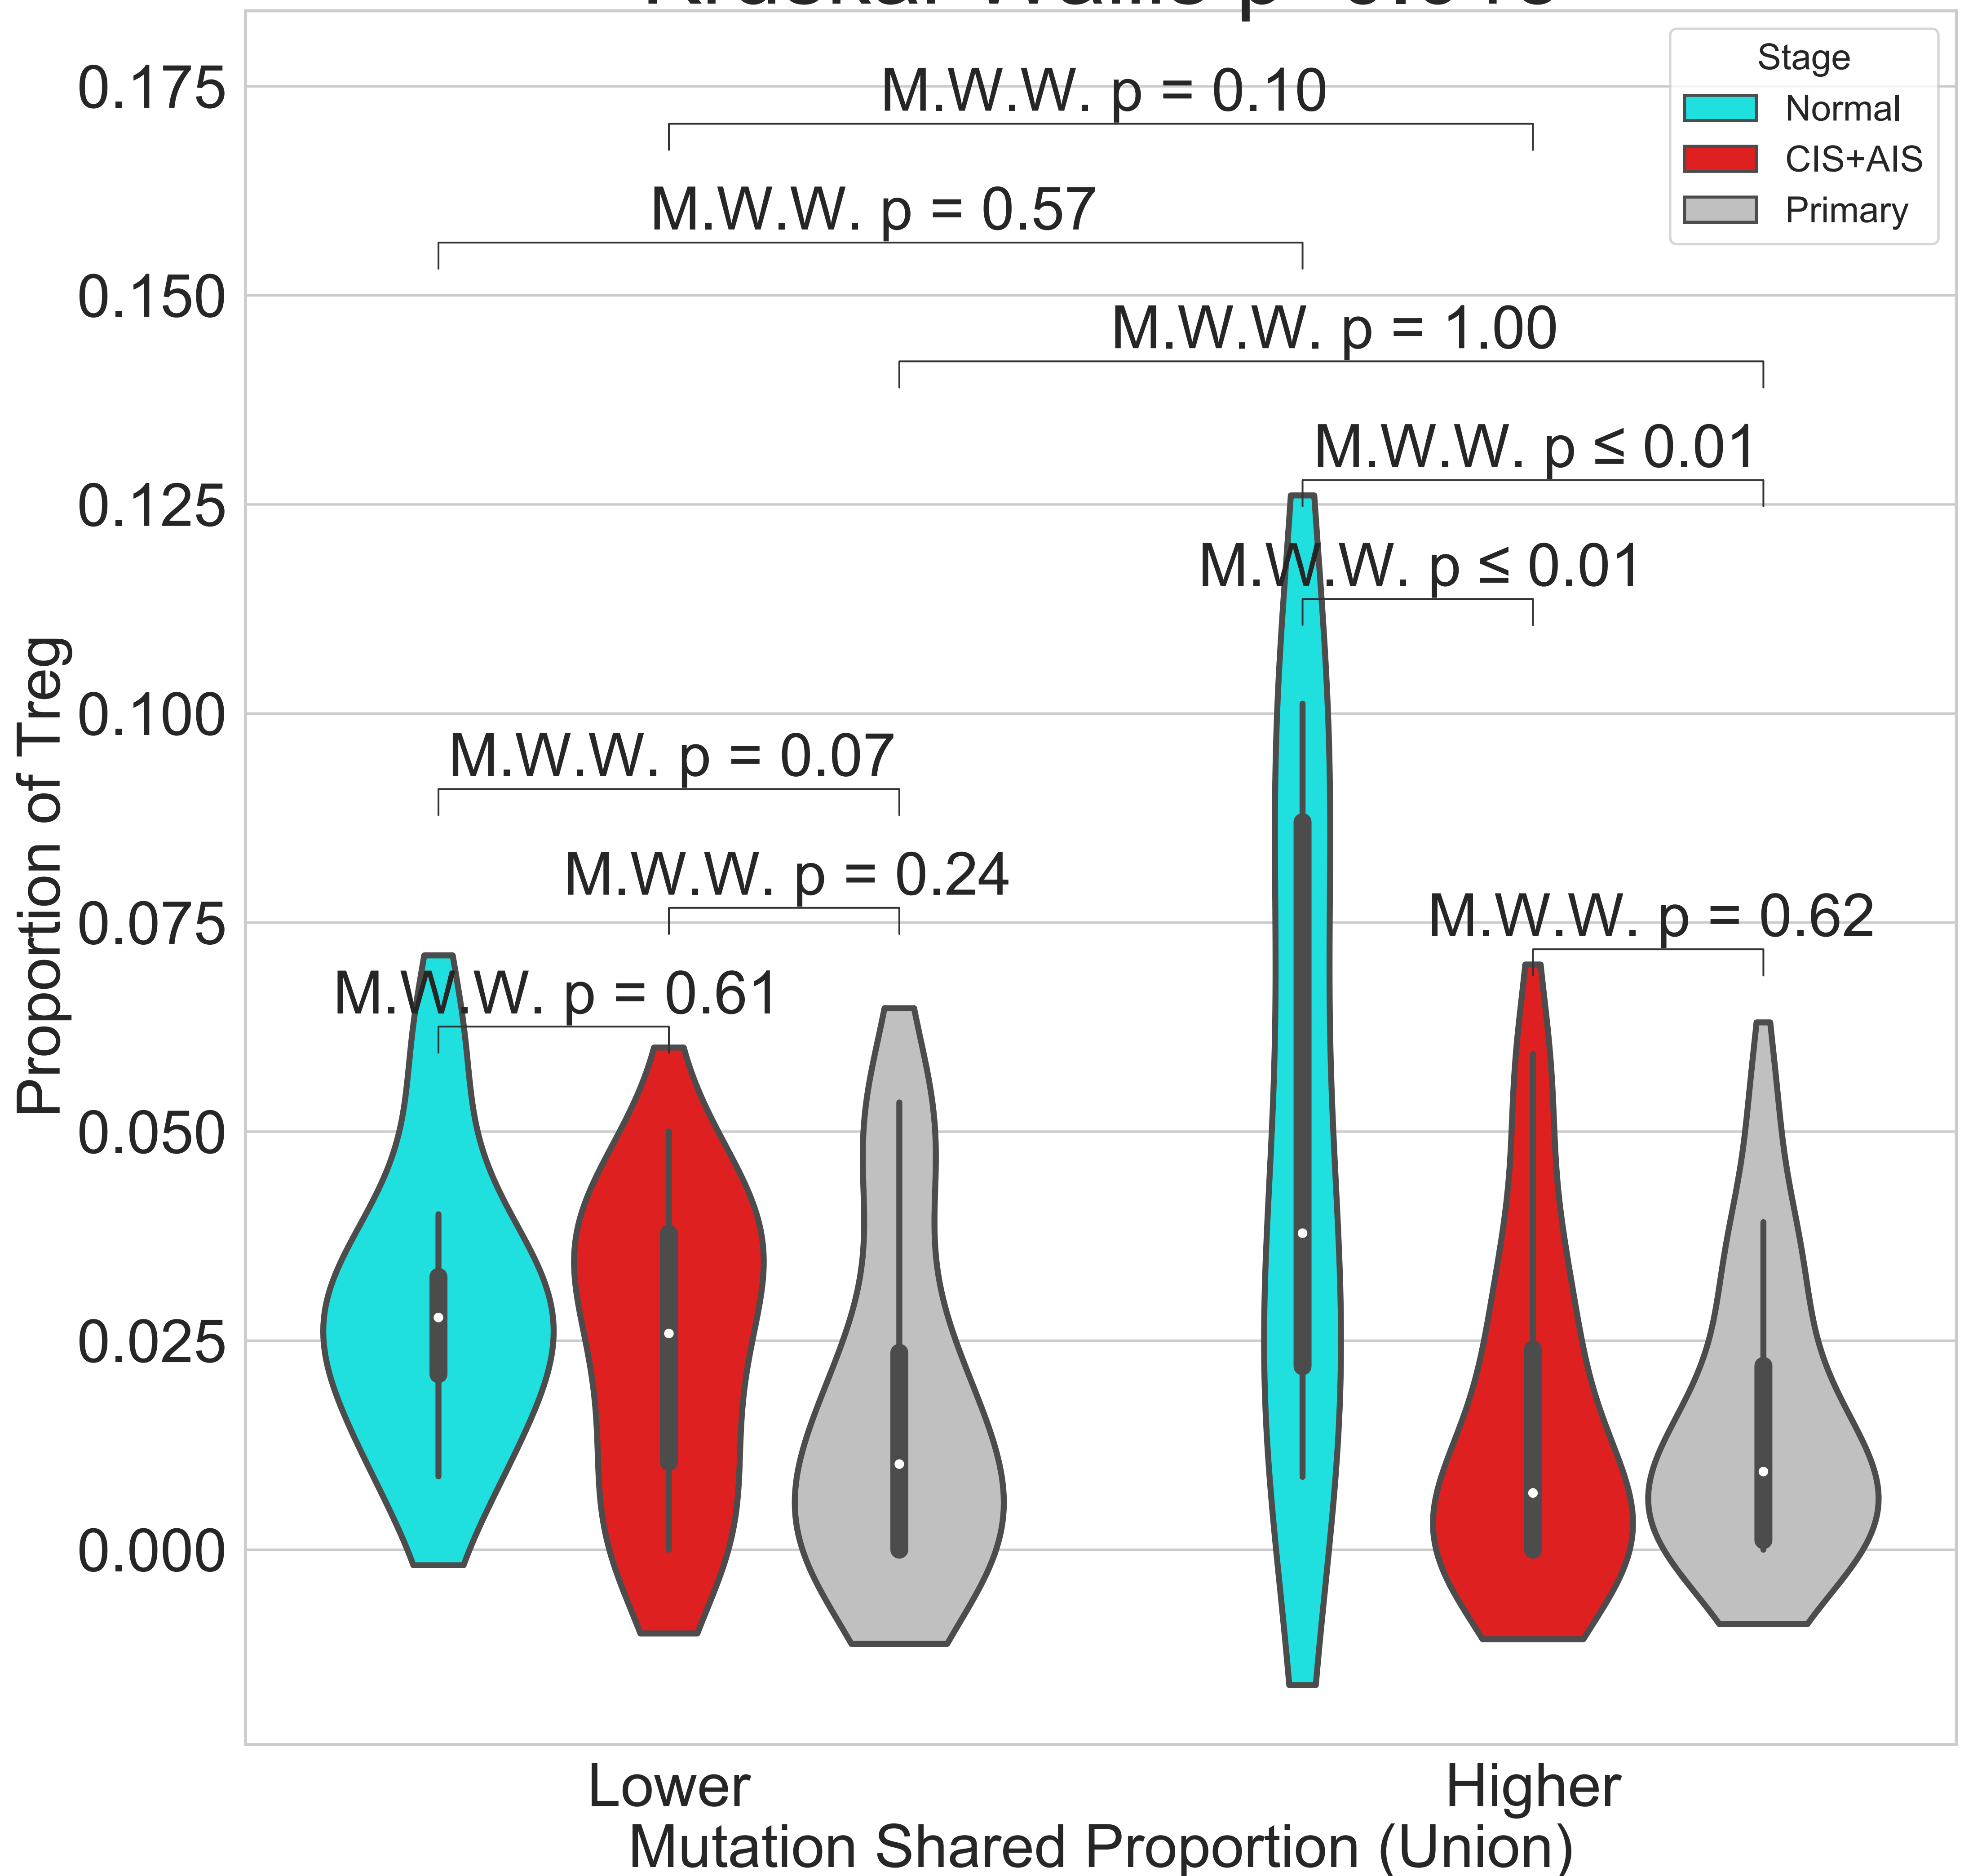 Stage
Normal
CIS+AIS
Primary
M.W.W. p = 0.10
M.W.W. p = 0.57
M.W.W. p = 1.00
M.W.W. p ≤ 0.01
M.W.W. p ≤ 0.01
M.W.W. p = 0.07
M.W.W. p = 0.24
M.W.W. p = 0.62
M.W.W. p = 0.61
0.175
0.150
0.125
0.100
0.075
0.050
0.025
0.000
Proportion of Treg
Lower
Higher
Mutation Shared Proportion (Union)